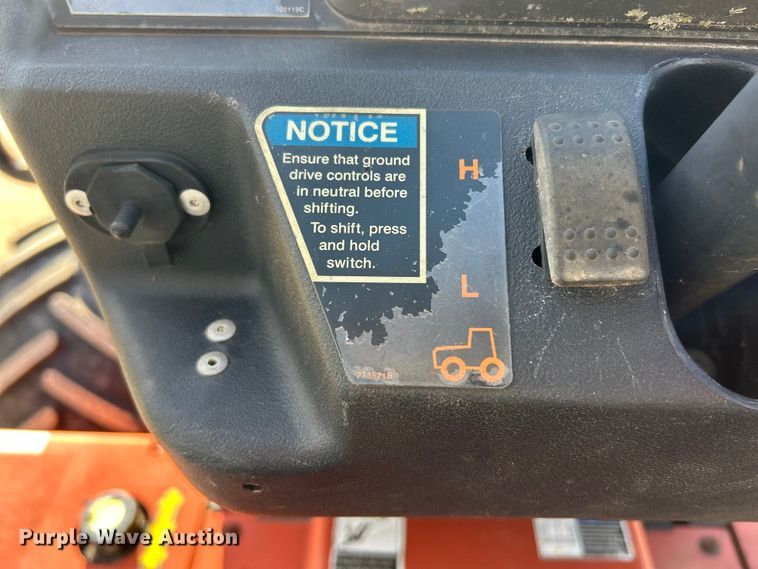 700119C
NOTICE
Ensure that ground
drive controls are
in neutral before
shifting.
To shift, press
and hold
switch.
H
L
Purple Wave Auction